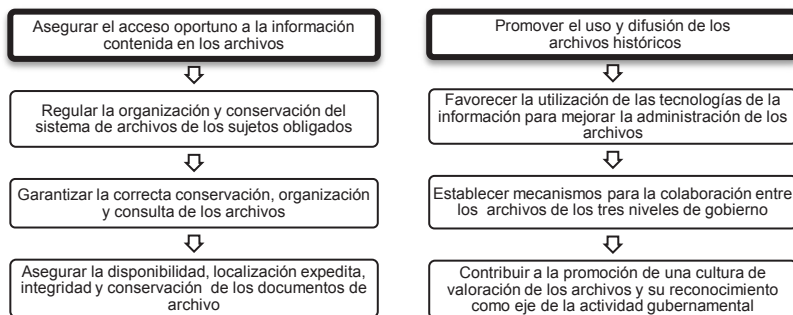 Asegurar el acceso oportuno a la información
contenida en los archivos
Regular la organización y conservación del
sistema de archivos de los sujetos obligados
Garantizar la correcta conservación, organización
y consulta de los archivos
Asegurar la disponibilidad, localización expedita,
integridad y conservación de los documentos de
archivo
Promover el uso y difusión de los
archivos históricos
Favorecer la utilización de las tecnologías de la
información para mejorar la administración de los
archivos
Establecer mecanismos para la colaboración entre
los archivos de los tres niveles de gobierno
Contribuir a la promoción de una cultura de
valoración de los archivos y su reconocimiento
como eje de la actividad gubernamental